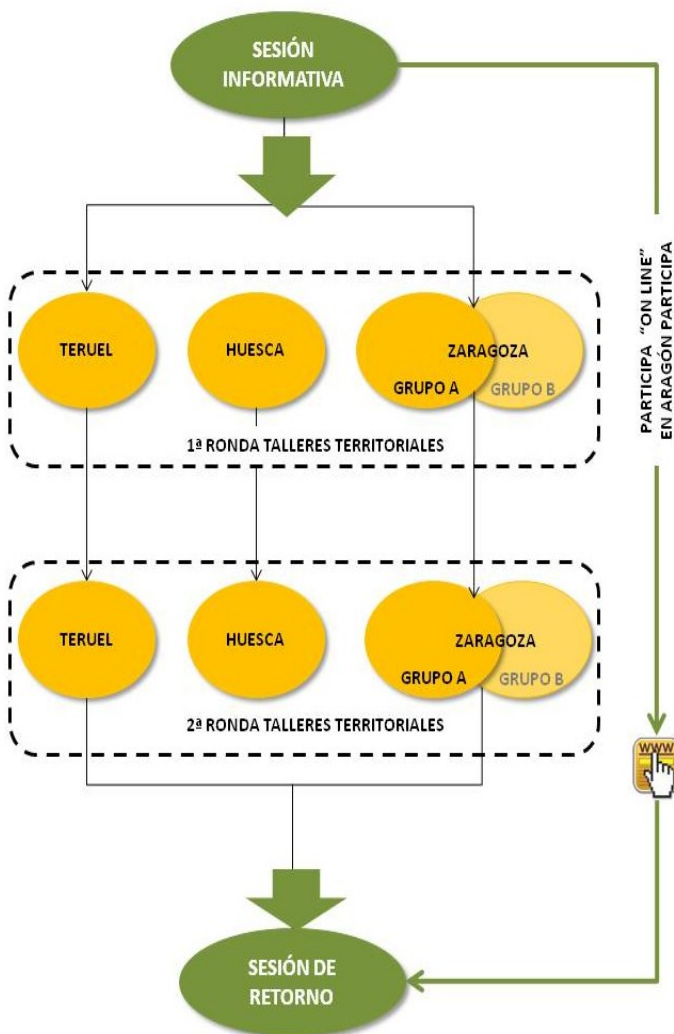 SESIÓN
INFORMATIVA
PARTICIPA "ON LINE"
EN ARAGÓN PARTICIPA
TERUEL
HUESCA
ZARAGOZA
GRUPO A
GRUPO B
1ª RONDA TALLERES TERRITORIALES
TERUEL
HUESCA
ZARAGOZA
GRUPO A
GRUPO B
2ª RONDA TALLERES TERRITORIALES
WWW
SESIÓN DE
RETORNO